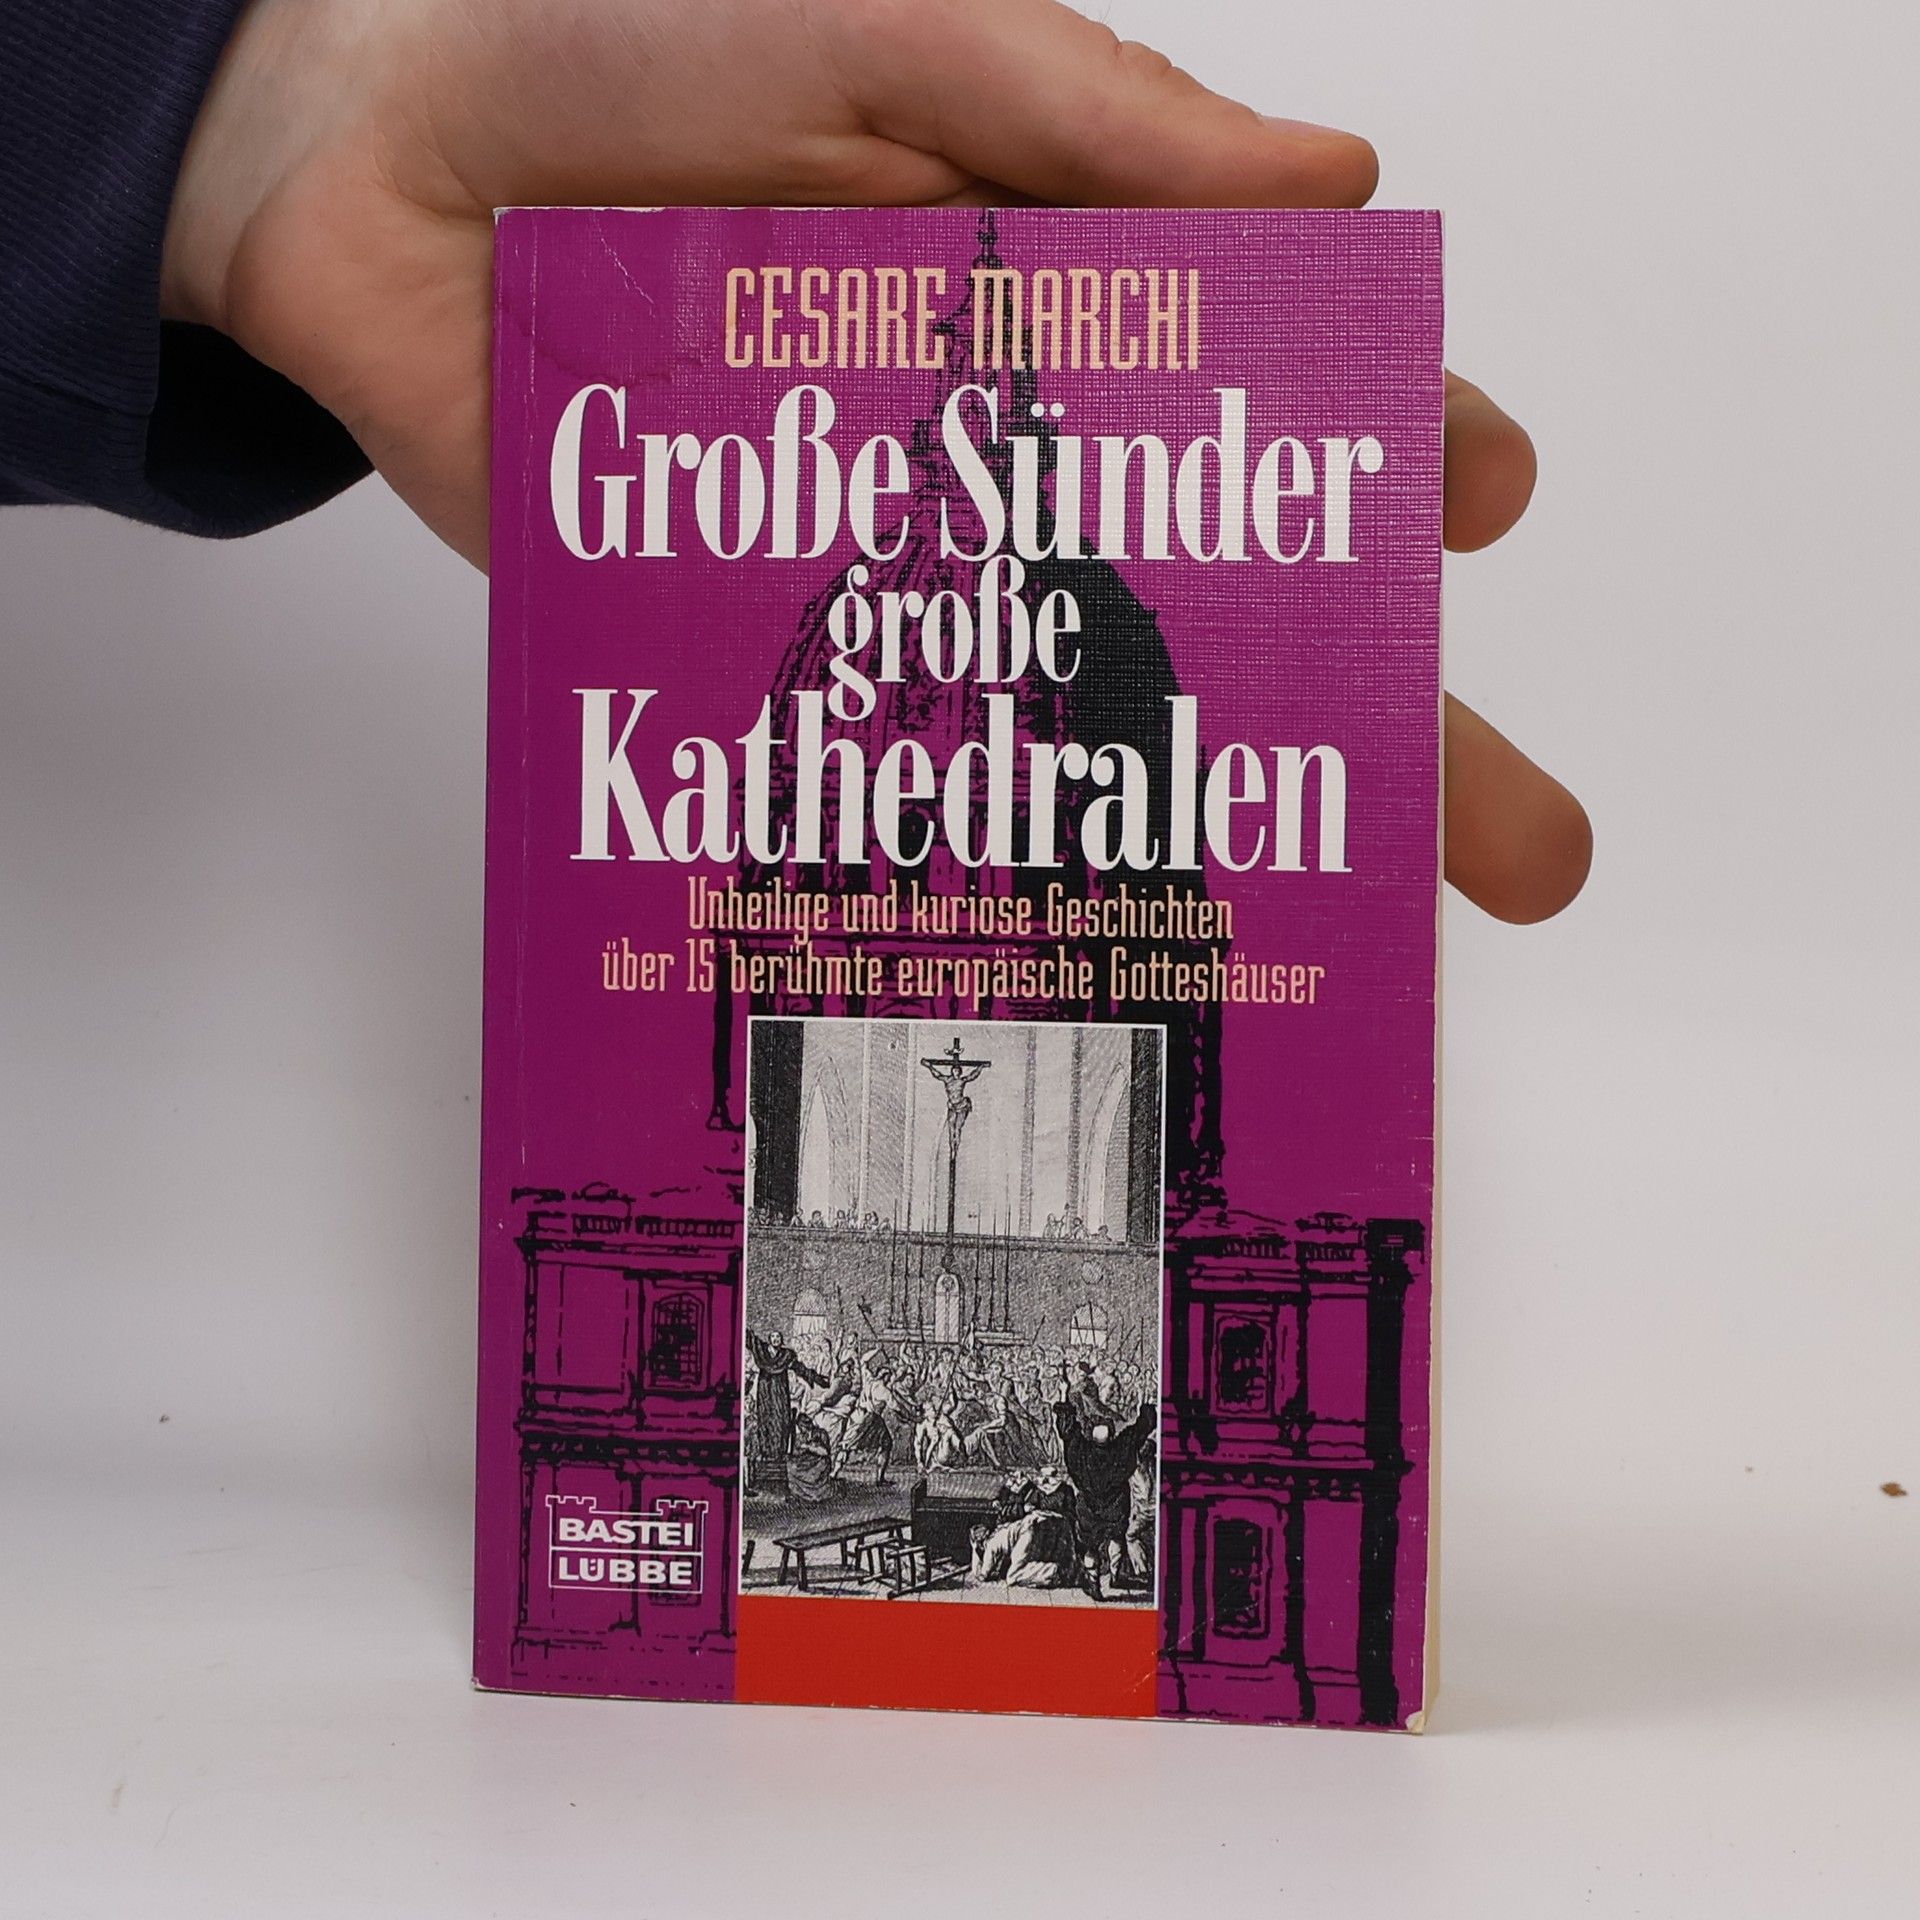 CESARE MARCHI
Große Sünder
große
Kathedralen
Unheilige und kuriose Geschichten
über 15 berühmte europäische Gotteshäuser
BASTEI
LÜBBE